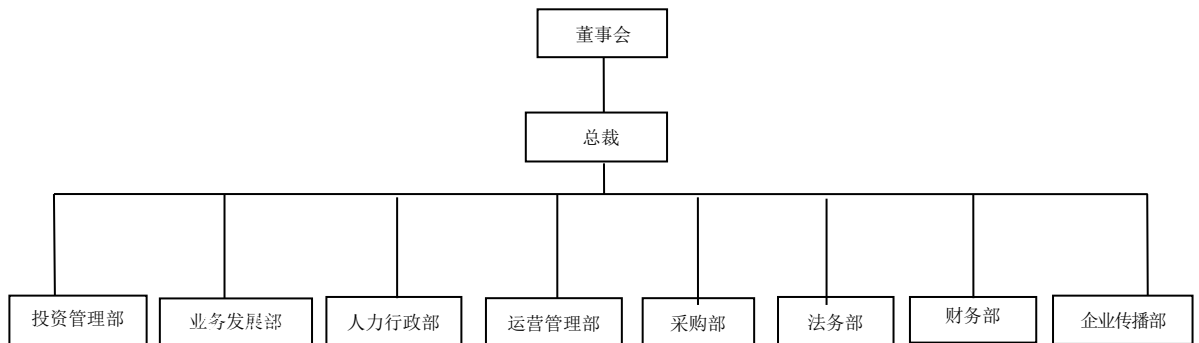 董事会
总裁
投资管理部
业务发展部
人力行政部
运营管理部
采购部
法务部
财务部
企业传播部